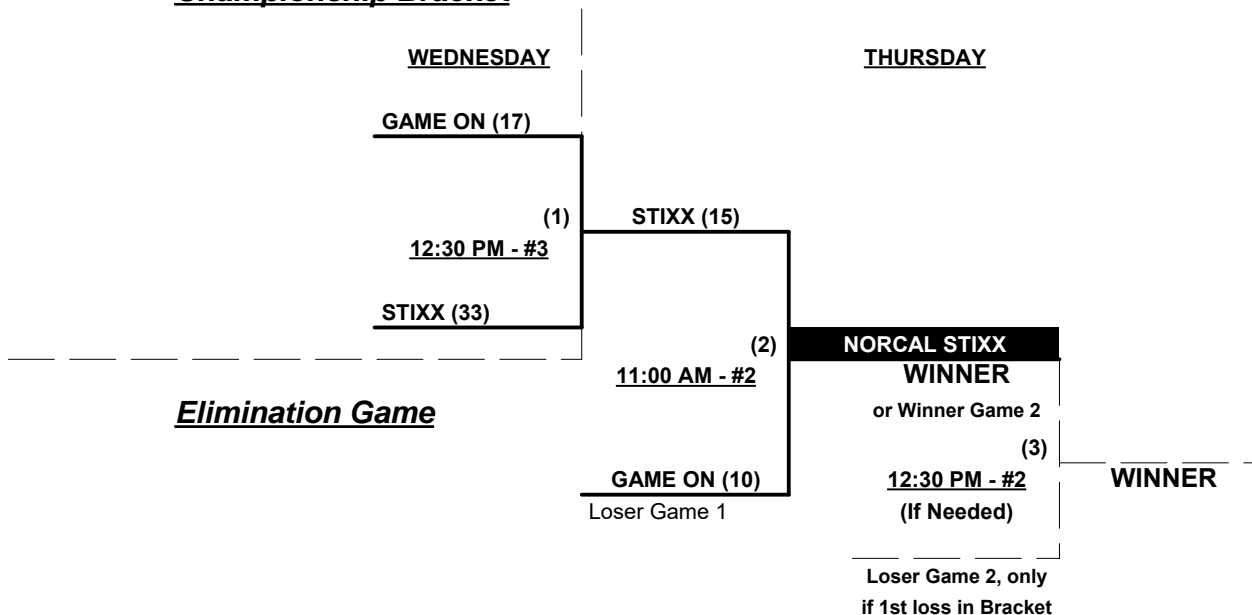 Championship Bracket
WEDNESDAY
THURSDAY
GAME ON (17)
(1)
STIXX (15)
12:30 PM - #3
STIXX (33)
(2)
NORCAL STIXX
11:00 AM - #2
WINNER
Elimination Game
or Winner Game 2
(3)
GAME ON (10)
12:30 PM - #2
WINNER
Loser Game 1
(If Needed)
Loser Game 2, only
if 1st loss in Bracket